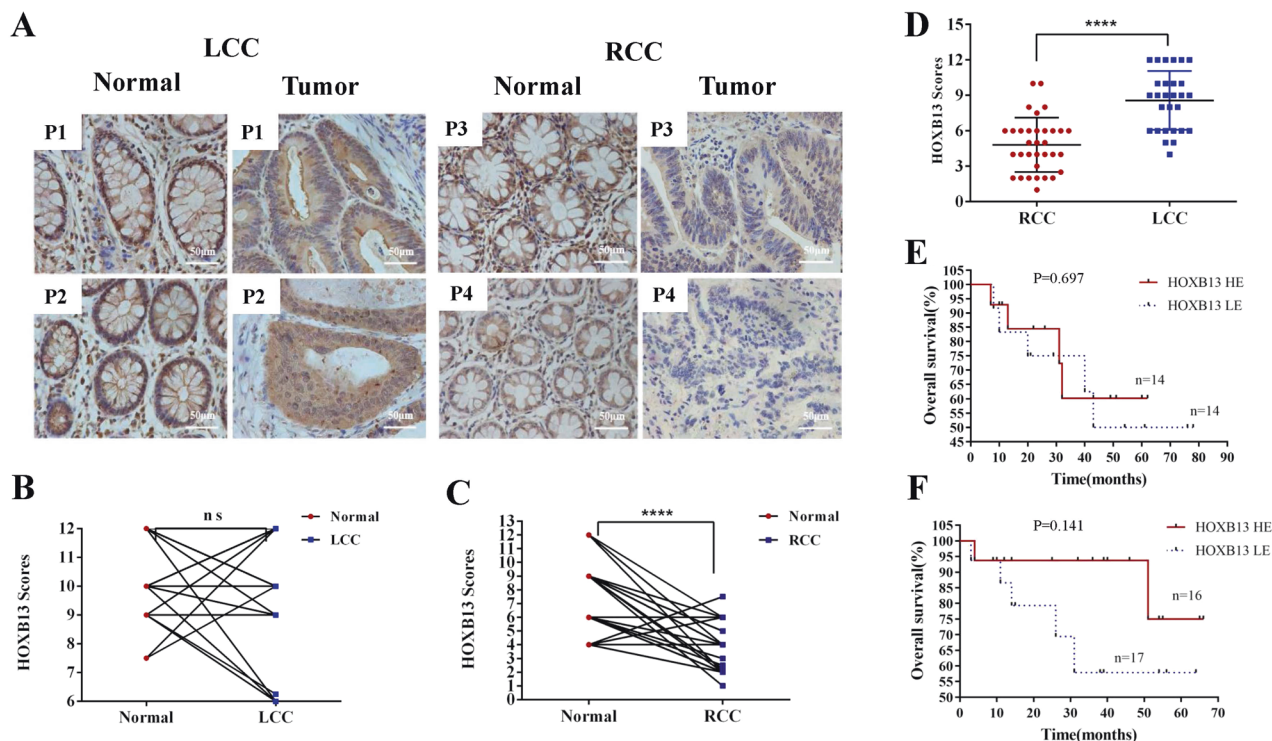 A
LCC
RCC
Normal
Tumor
Normal
Tumor
P1
50μm
P1
50μm
P3
50μm
P3
50μm
P2
50μm
P2
50μm
P4
50μm
P4
50μm
B
HOXB13 Scores
12
11
10
9
8
7
6
n s
Normal
LCC
Normal
LCC
C
HOXB13 Scores
13
12
11
10
9
8
7
6
5
4
3
2
1
0
****
Normal
RCC
Normal
RCC
D
HOXB13 Scores
15
12
9
6
3
0
****
RCC
LCC
E
Overall survival(%)
105
100
95
90
85
80
75
70
65
60
55
50
45
P=0.697
HOXB13 HE
HOXB13 LE
n=14
n=14
0 10 20 30 40 50 60 70 80 90
Time(months)
F
Overall survival(%)
105
100
95
90
85
80
75
70
65
60
55
50
P=0.141
HOXB13 HE
HOXB13 LE
n=16
n=17
0 10 20 30 40 50 60 70
Time(months)